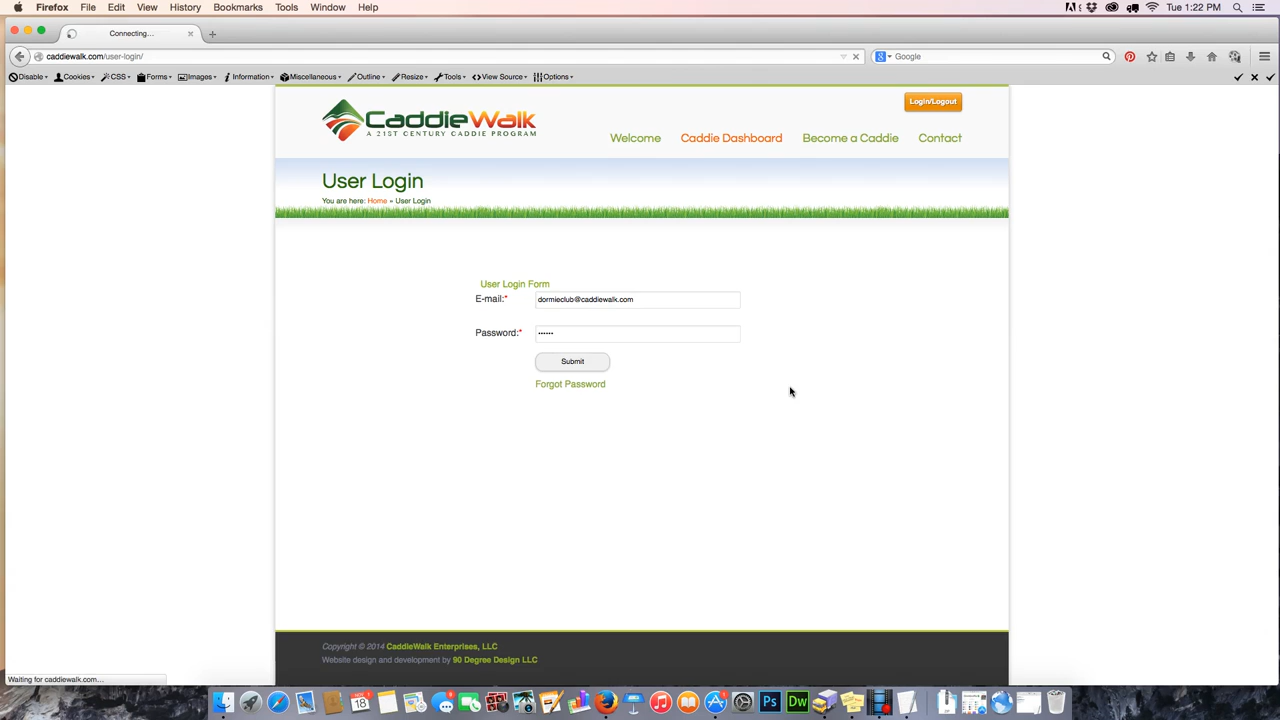 Firefox File Edit View History Bookmarks Tools Window Help Tue 1:22 PM
Connecting...
caddiewalk.com/user-login/ Google
Disable Cookies CSS Forms Images Information Miscellaneous Outline Resize Tools View Source Options
Login/Logout
CaddieWalk
A 21ST CENTURY CADDIE PROGRAM
Welcome Caddie Dashboard Become a Caddie Contact
User Login
You are here: Home » User Login
User Login Form
E-mail:* dormieclub@caddiewalk.com
Password:* ••••••
Submit
Forgot Password
Copyright © 2014 CaddieWalk Enterprises, LLC
Website design and development by 90 Degree Design LLC
Waiting for caddiewalk.com...
18
Ps Dw